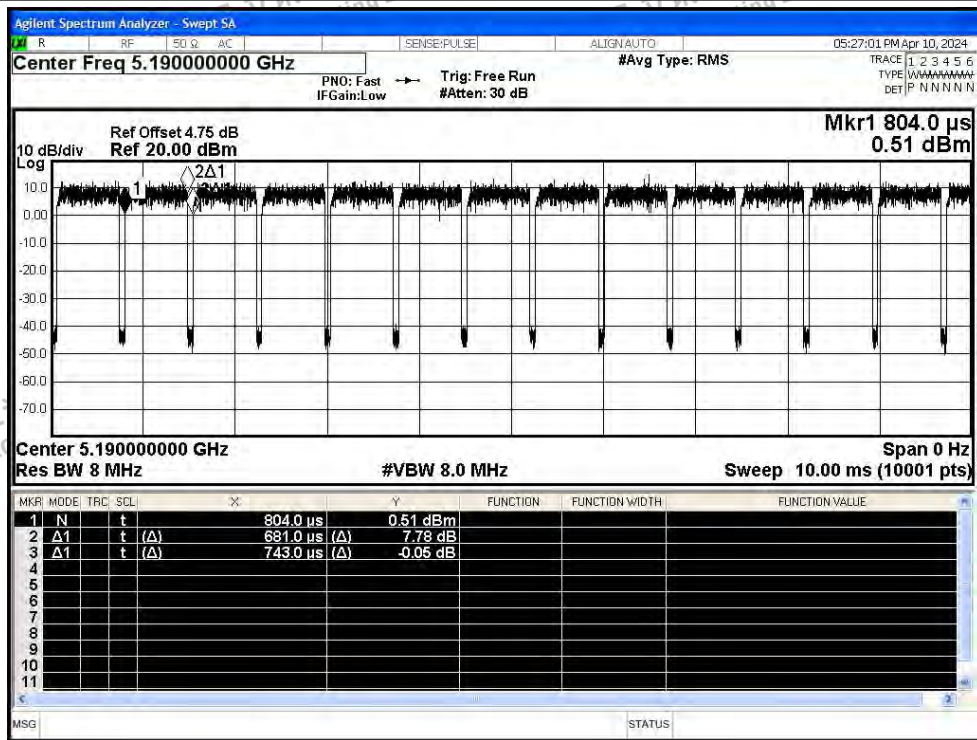 Agilent Spectrum Analyzer - Swept SA
R RF 50 Ω AC SENSE:PULSE ALIGNAUTO 05:27:01 PM Apr 10, 2024
Center Freq 5.190000000 GHz
PNO: Fast
IFGain:Low
Trig: Free Run
#Atten: 30 dB
#Avg Type: RMS
TRACE 1 2 3 4 5 6
TYPE
DET P N N N N N
Ref Offset 4.75 dB
Ref 20.00 dBm
10 dB/div
Log
Mkr1 804.0 µs
0.51 dBm
1
2Δ1
10.0
0.00
-10.0
-20.0
-30.0
-40.0
-50.0
-60.0
-70.0
Center 5.190000000 GHz Span 0 Hz
Res BW 8 MHz #VBW 8.0 MHz Sweep 10.00 ms (10001 pts)
MKR MODE TRC SCL X Y FUNCTION FUNCTION WIDTH FUNCTION VALUE
1 N t 804.0 µs 0.51 dBm
2 Δ1 t (Δ) 681.0 µs (Δ) 7.78 dB
3 Δ1 t (Δ) 743.0 µs (Δ) -0.05 dB
4
5
6
7
8
9
10
11
MSG STATUS